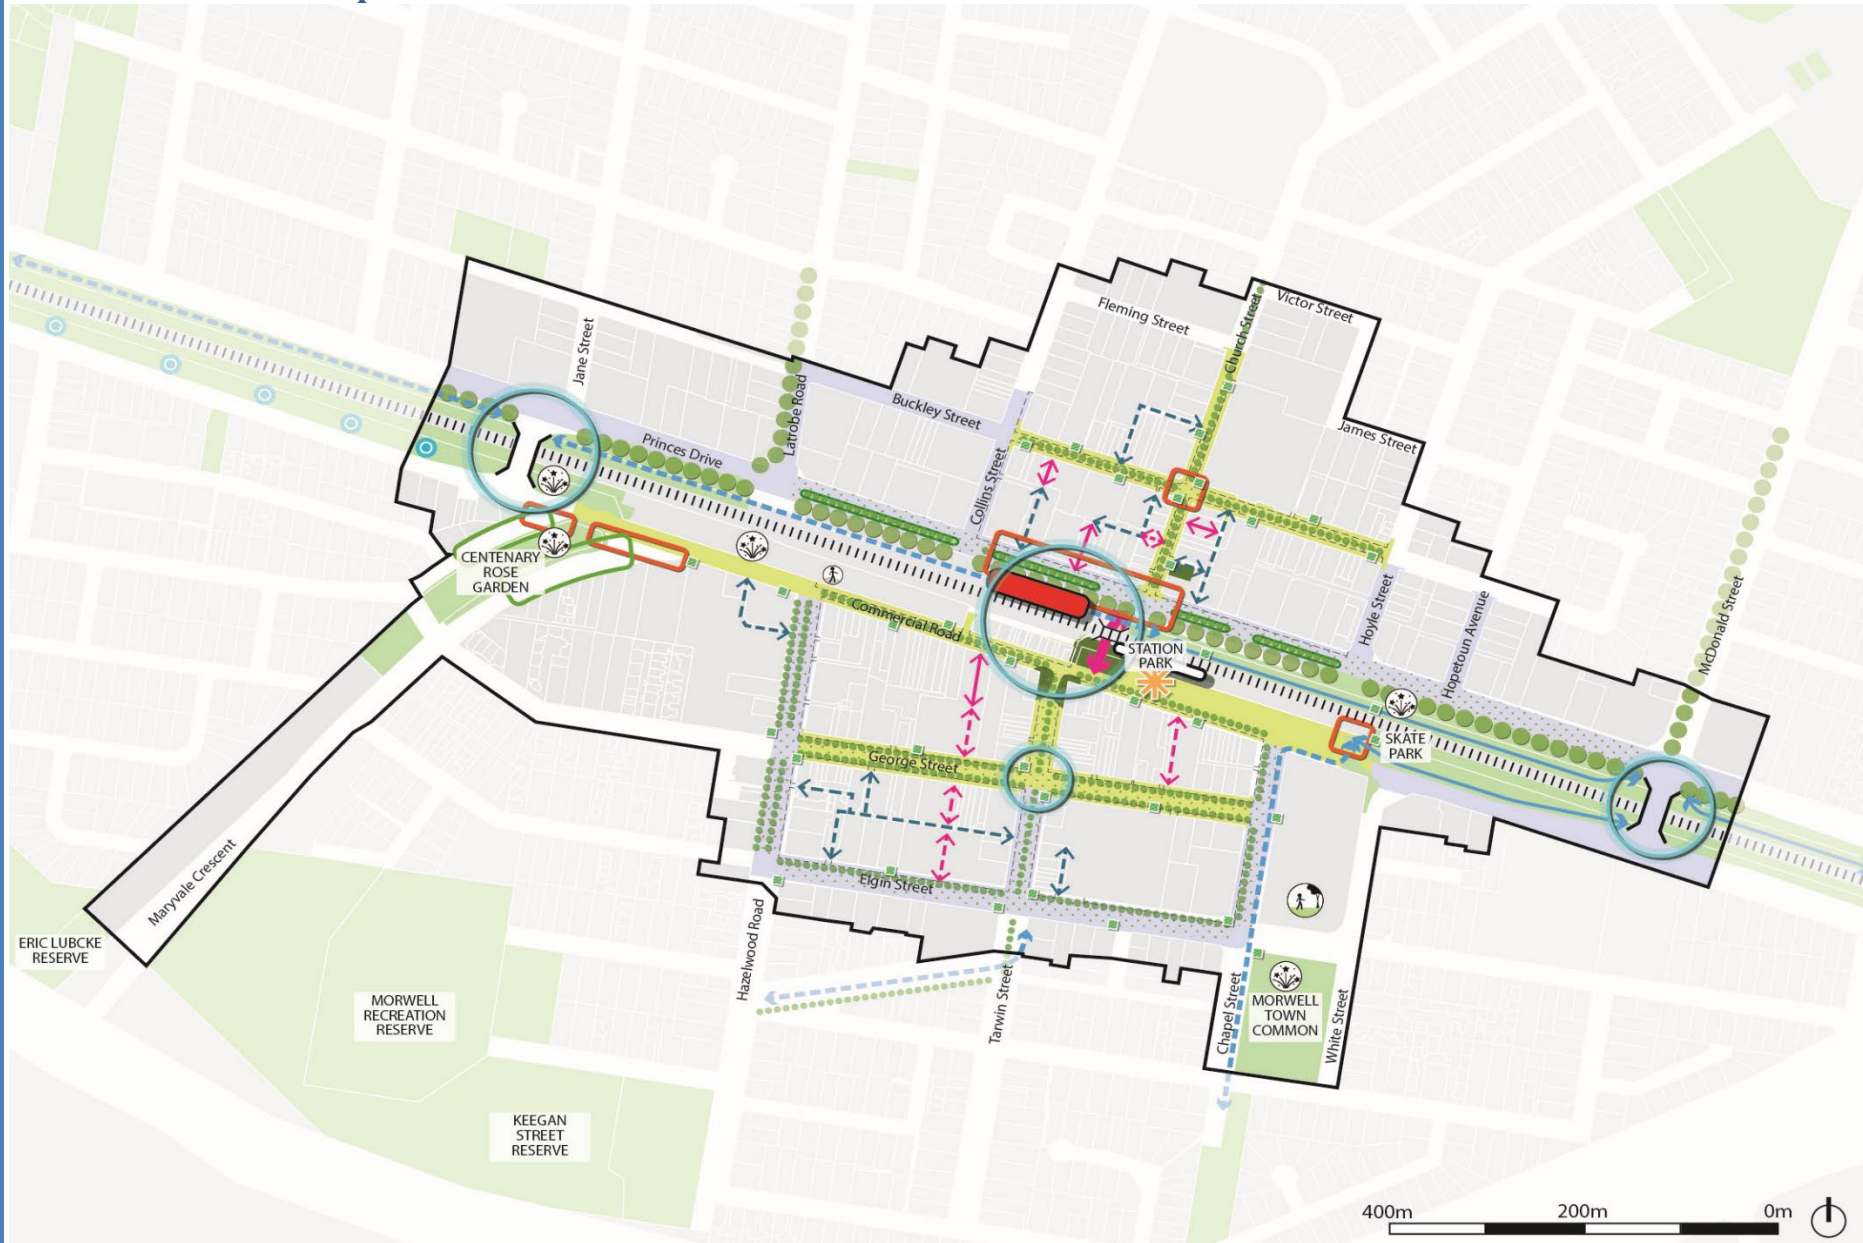 Victor Street
Fleming Street
Church Street
Jane Street
Latrobe Road
Buckley Street
James Street
Princes Drive
Collins Street
CENTENARY
ROSE
GARDEN
Commercial Road
Hoyle Street
Hopetoun Avenue
McDonald Street
STATION
PARK
SKATE
PARK
George Street
Elgin Street
Maryvale Crescent
ERIC LUBCKE
RESERVE
Hazelwood Road
Tarwin Street
Chapel Street
White Street
MORWELL
RECREATION
RESERVE
MORWELL
TOWN
COMMON
KEEGAN
STREET
RESERVE
400m 200m 0m